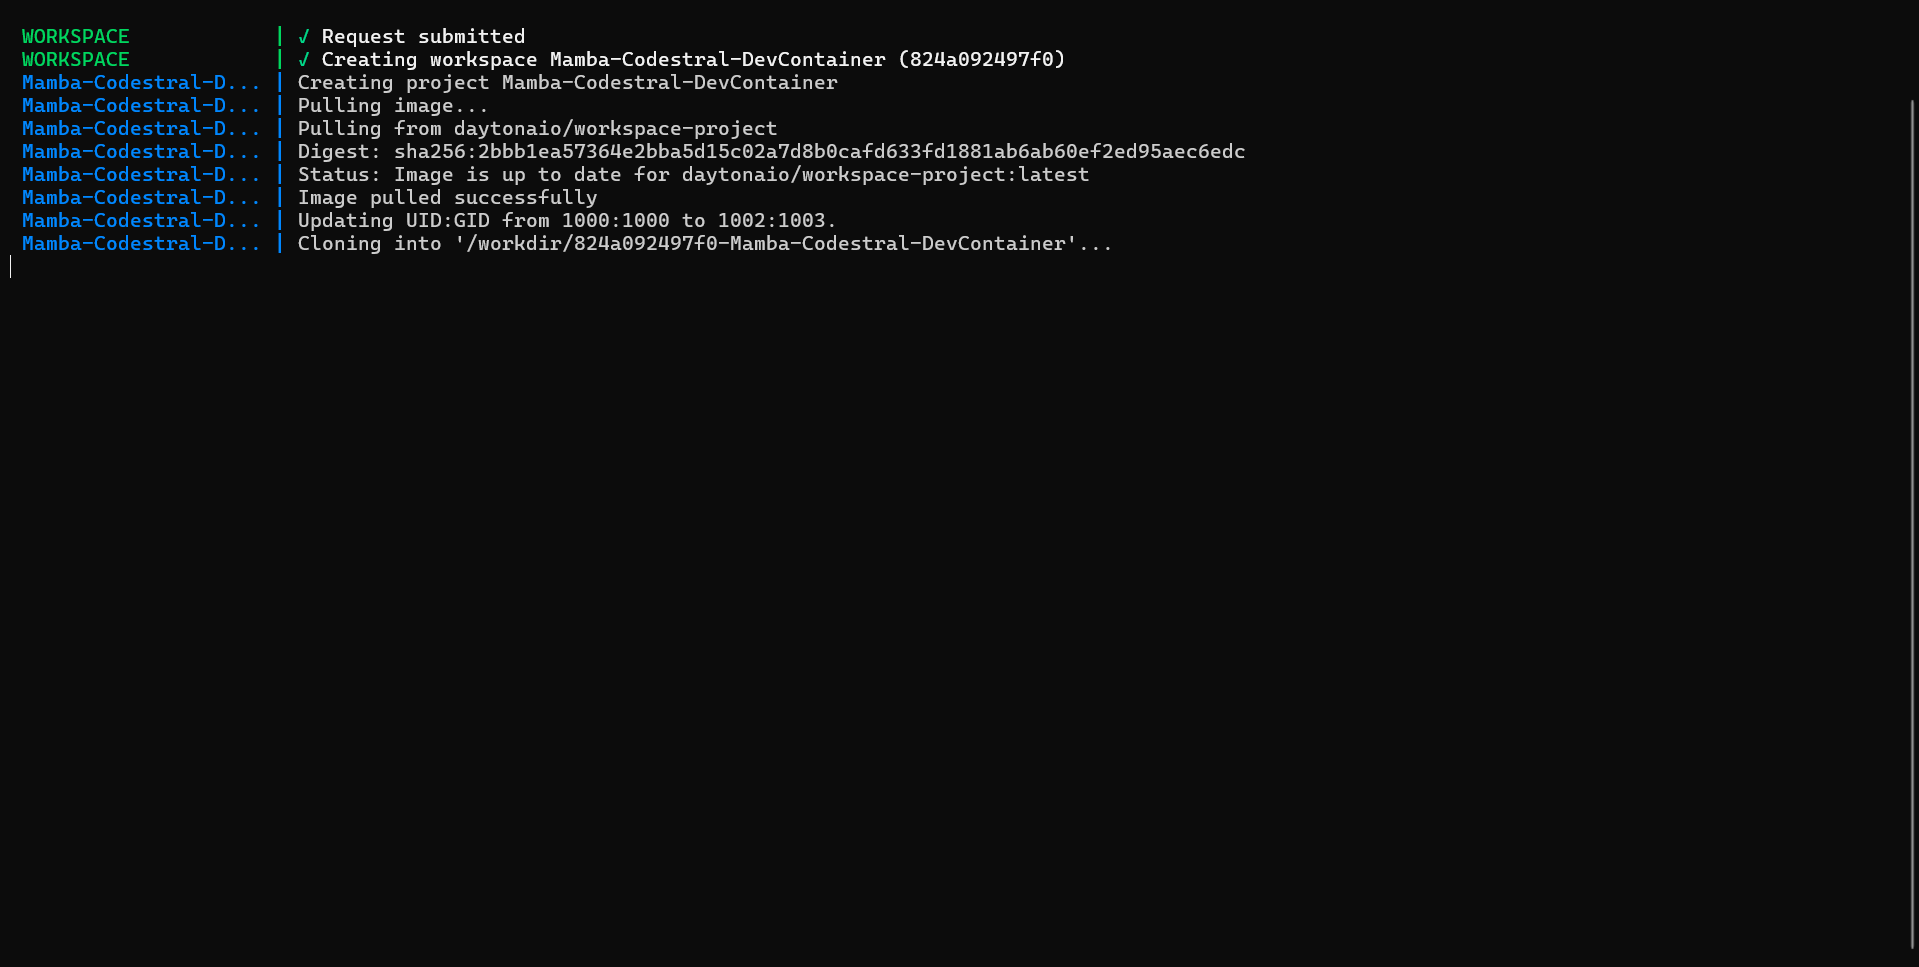 WORKSPACE | √ Request submitted
WORKSPACE | √ Creating workspace Mamba-Codestral-DevContainer (824a092497f0)
Mamba-Codestral-D... | Creating project Mamba-Codestral-DevContainer
Mamba-Codestral-D... | Pulling image...
Mamba-Codestral-D... | Pulling from daytonaio/workspace-project
Mamba-Codestral-D... | Digest: sha256:2bbb1ea57364e2bba5d15c02a7d8b0cafd633fd1881ab6ab60ef2ed95aec6edc
Mamba-Codestral-D... | Status: Image is up to date for daytonaio/workspace-project:latest
Mamba-Codestral-D... | Image pulled successfully
Mamba-Codestral-D... | Updating UID:GID from 1000:1000 to 1002:1003.
Mamba-Codestral-D... | Cloning into '/workdir/824a092497f0-Mamba-Codestral-DevContainer'...